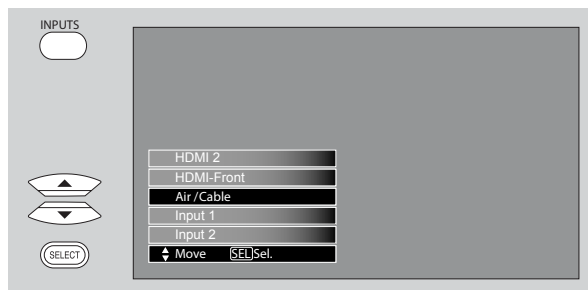 INPUTS
HDMI 2
HDMI-Front
Air /Cable
Input 1
Input 2
Move SEL Sel.
SELECT